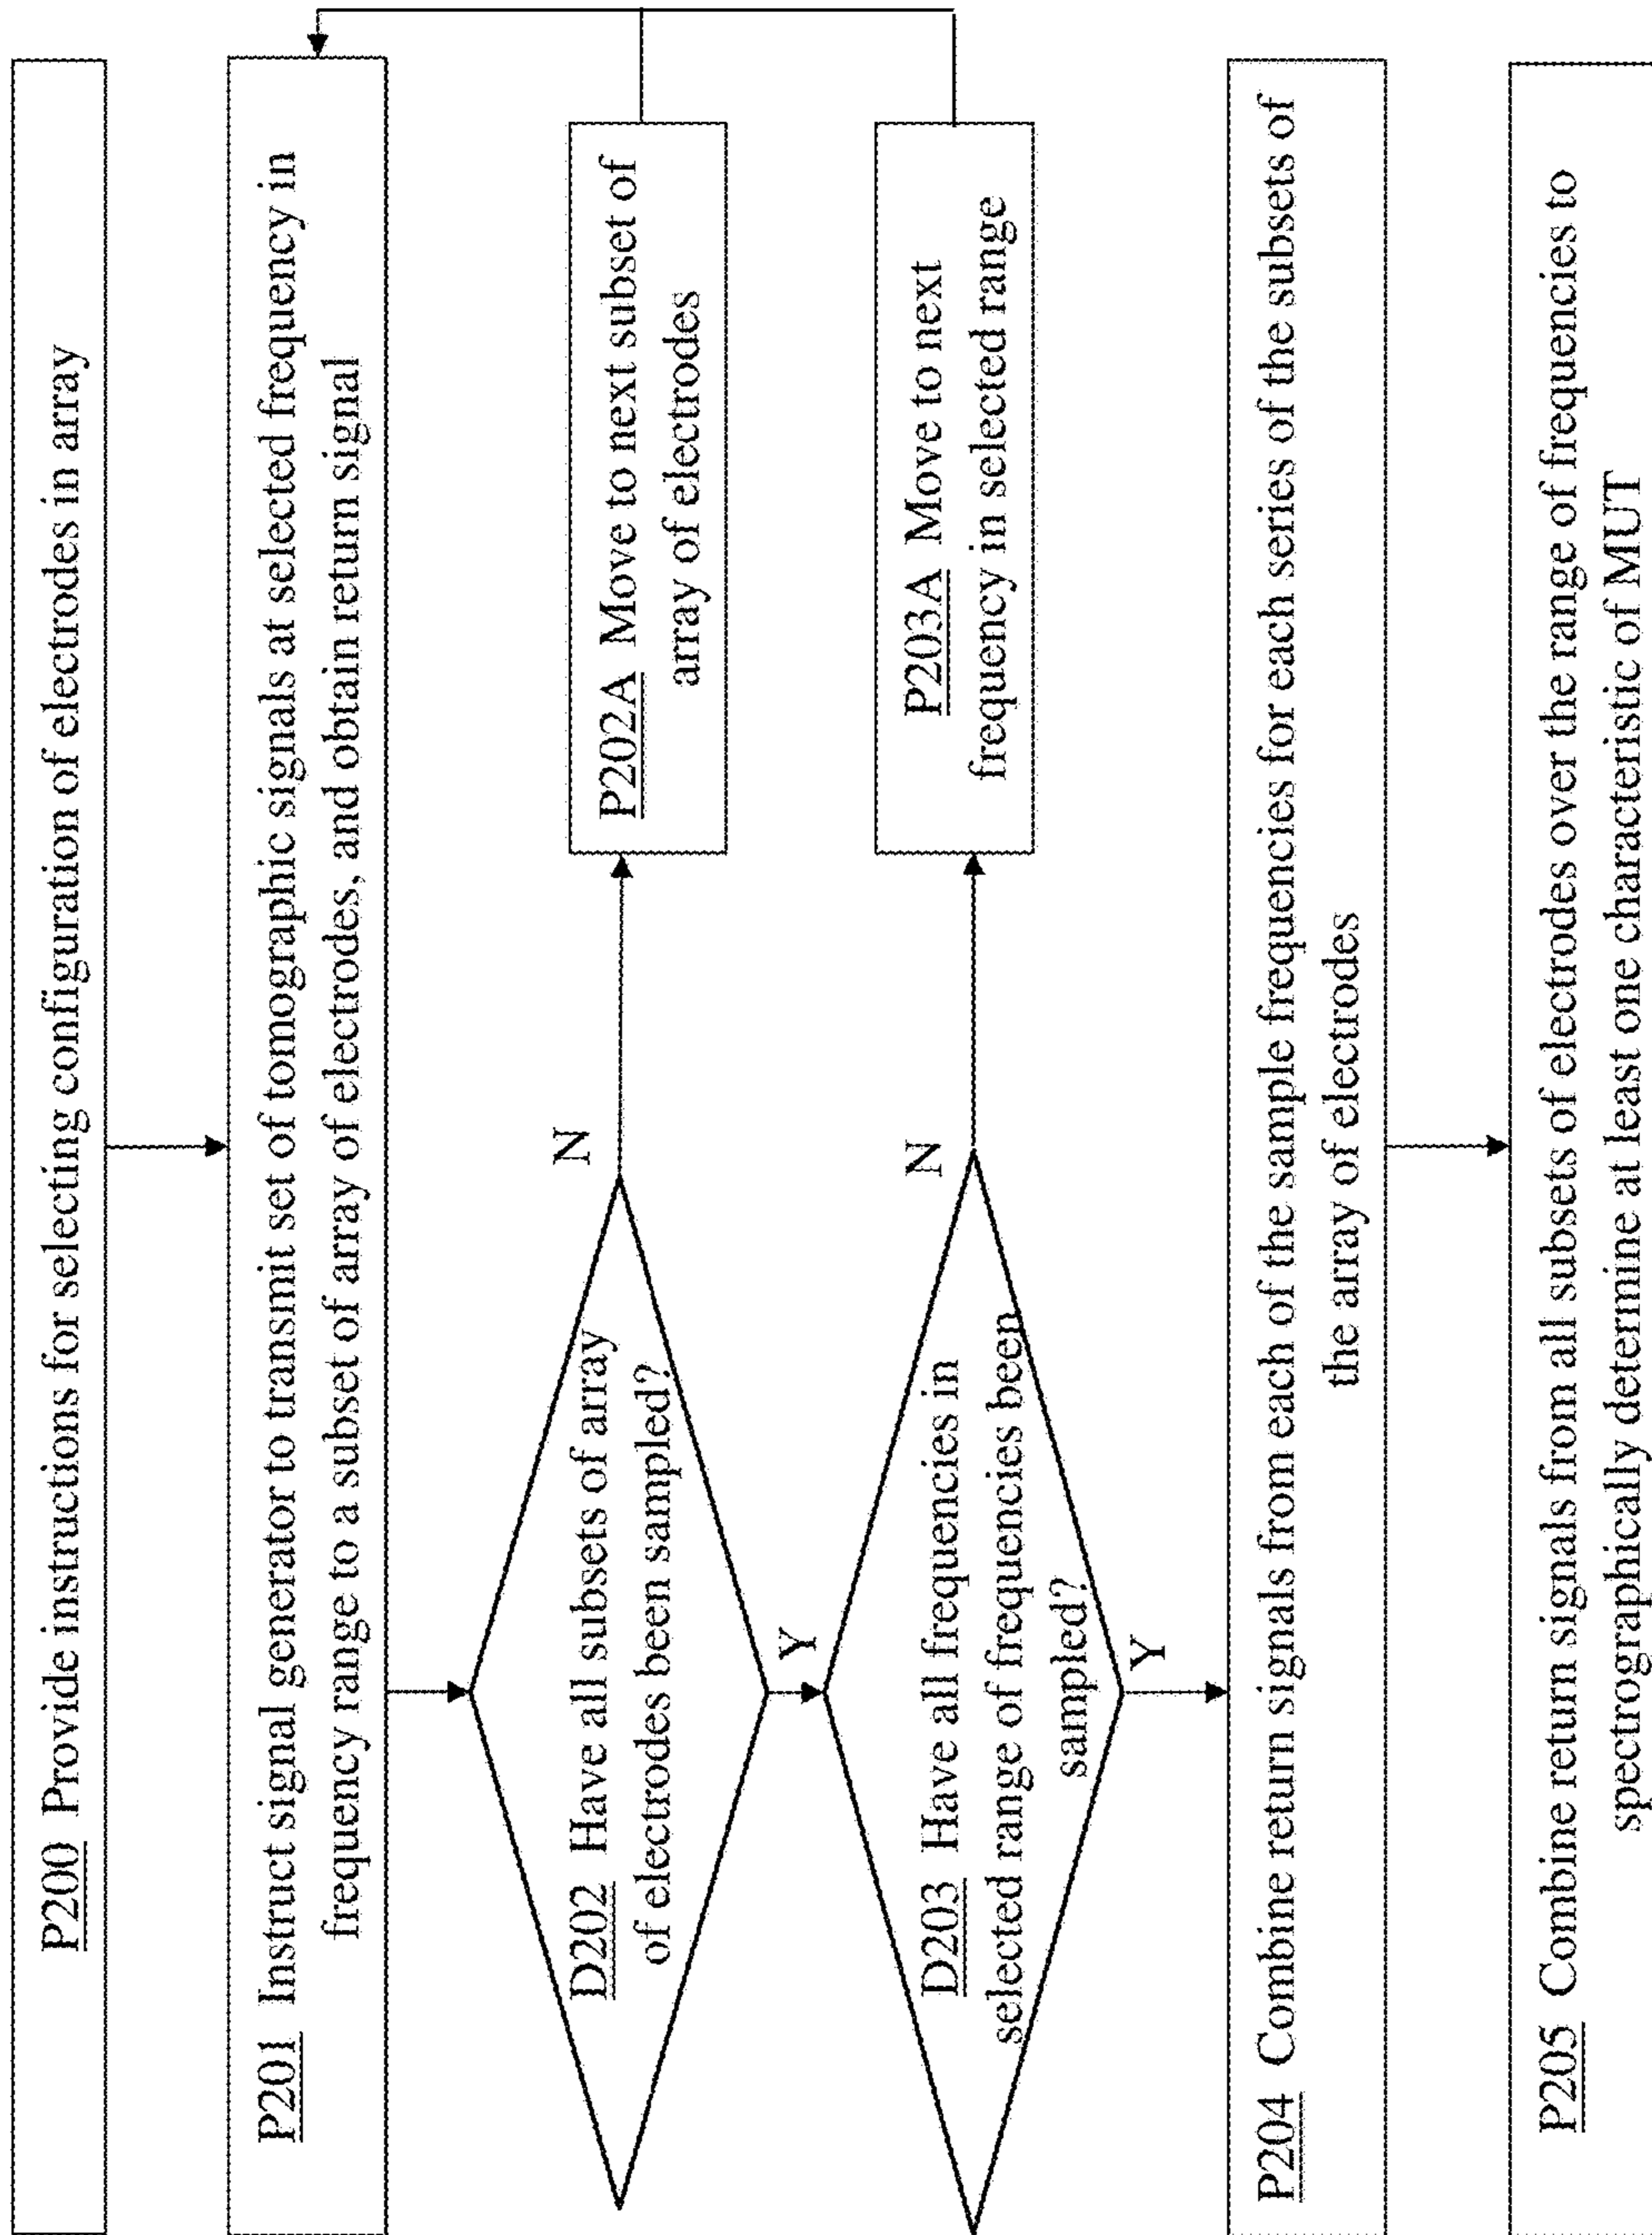 P200 Provide instructions for selecting configuration of electrodes in array
P201 Instruct signal generator to transmit set of tomographic signals at selected frequency in
frequency range to a subset of array of electrodes, and obtain return signal
D202 Have all subsets of array
of electrodes been sampled?
N
P202A Move to next subset of
array of electrodes
Y
D203 Have all frequencies in
selected range of frequencies been
sampled?
N
P203A Move to next
frequency in selected range
Y
P204 Combine return signals from each of the sample frequencies for each series of the subsets of
the array of electrodes
P205 Combine return signals from all subsets of electrodes over the range of frequencies to
spectrographically determine at least one characteristic of MUT